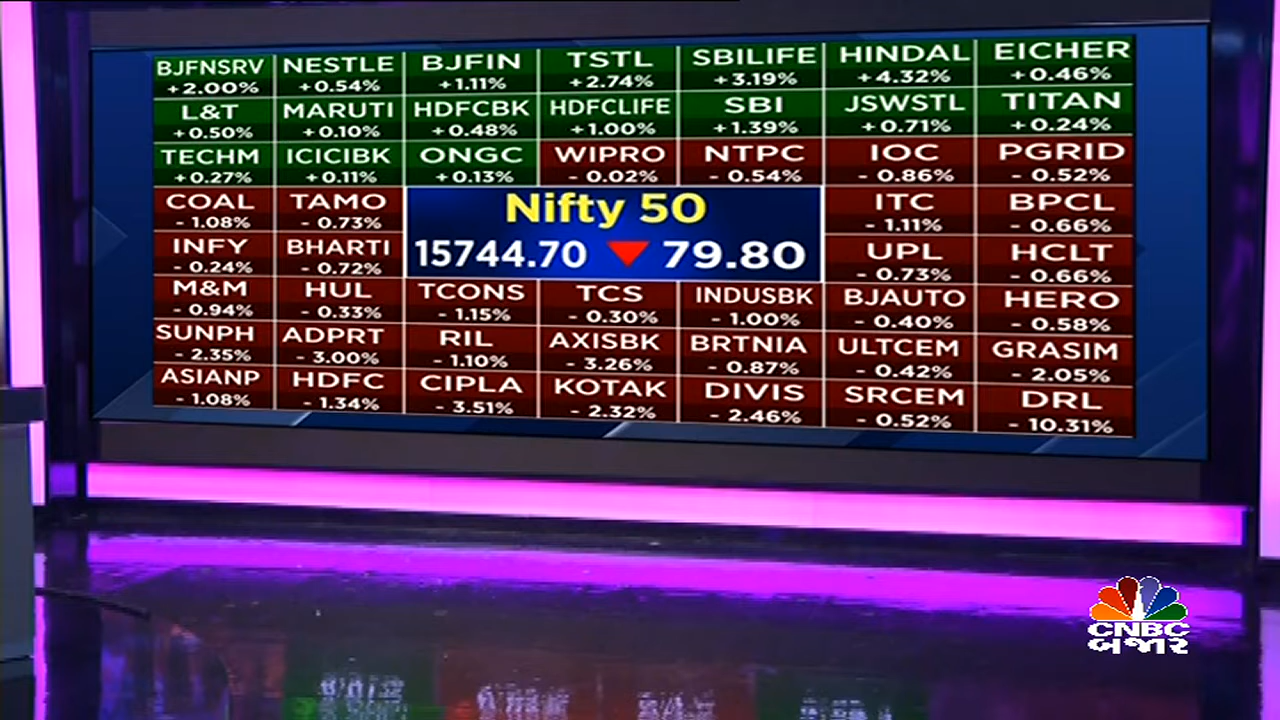 BJFNSRV NESTLE BJFIN TSTL SBILIFE HINDAL EICHER
+2.00% +0.54% +1.11% +2.74% +3.19% +4.32% +0.46%
L&T MARUTI HDFCBK HDFCLIFE SBI JSWSTL TITAN
+0.50% +0.10% +0.48% +1.00% +1.39% +0.71% +0.24%
TECHM ICICIBK ONGC WIPRO NTPC IOC PGRID
+0.27% +0.11% +0.13% - 0.02% - 0.54% - 0.86% - 0.52%
COAL TAMO Nifty 50 ITC BPCL
- 1.08% - 0.73% - 1.11% - 0.66%
INFY BHARTI 15744.70 ▼ 79.80 UPL HCLT
- 0.24% - 0.72% - 0.73% - 0.66%
M&M HUL TCONS TCS INDUSBK BJAUTO HERO
- 0.94% - 0.33% - 1.15% - 0.30% - 1.00% - 0.40% - 0.58%
SUNPH ADPRT RIL AXISBK BRTNIA ULTCEM GRASIM
- 2.35% - 3.00% - 1.10% - 3.26% - 0.87% - 0.42% - 2.05%
ASIANP HDFC CIPLA KOTAK DIVIS SRCEM DRL
- 1.08% - 1.34% - 3.51% - 2.32% - 2.46% - 0.52% - 10.31%
CNBC
બજાર